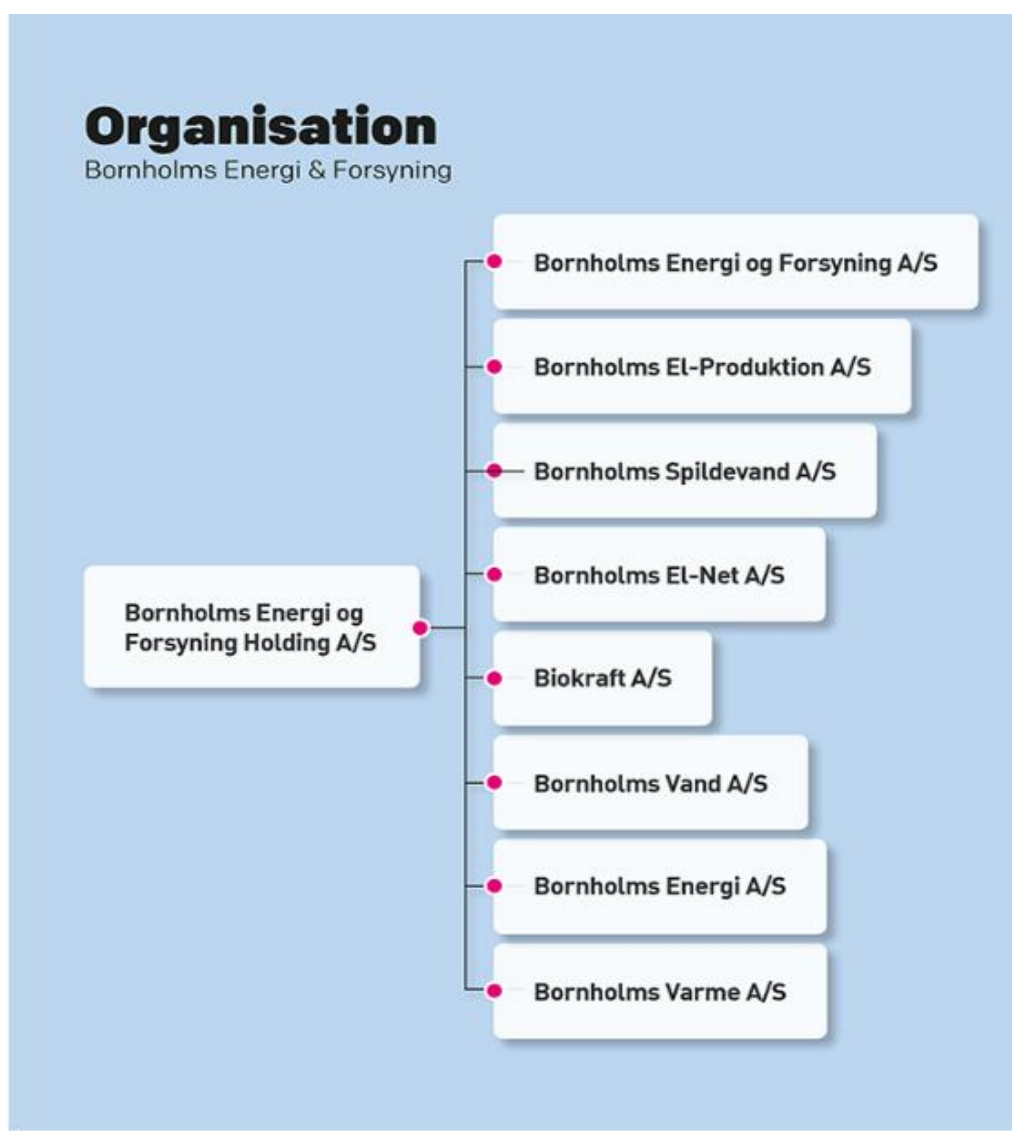 Organisation
Bornholms Energi & Forsyning
Bornholms Energi og Forsyning A/S
Bornholms El-Produktion A/S
Bornholms Spildevand A/S
Bornholms El-Net A/S
Bornholms Energi og
Forsyning Holding A/S
Biokraft A/S
Bornholms Vand A/S
Bornholms Energi A/S
Bornholms Varme A/S